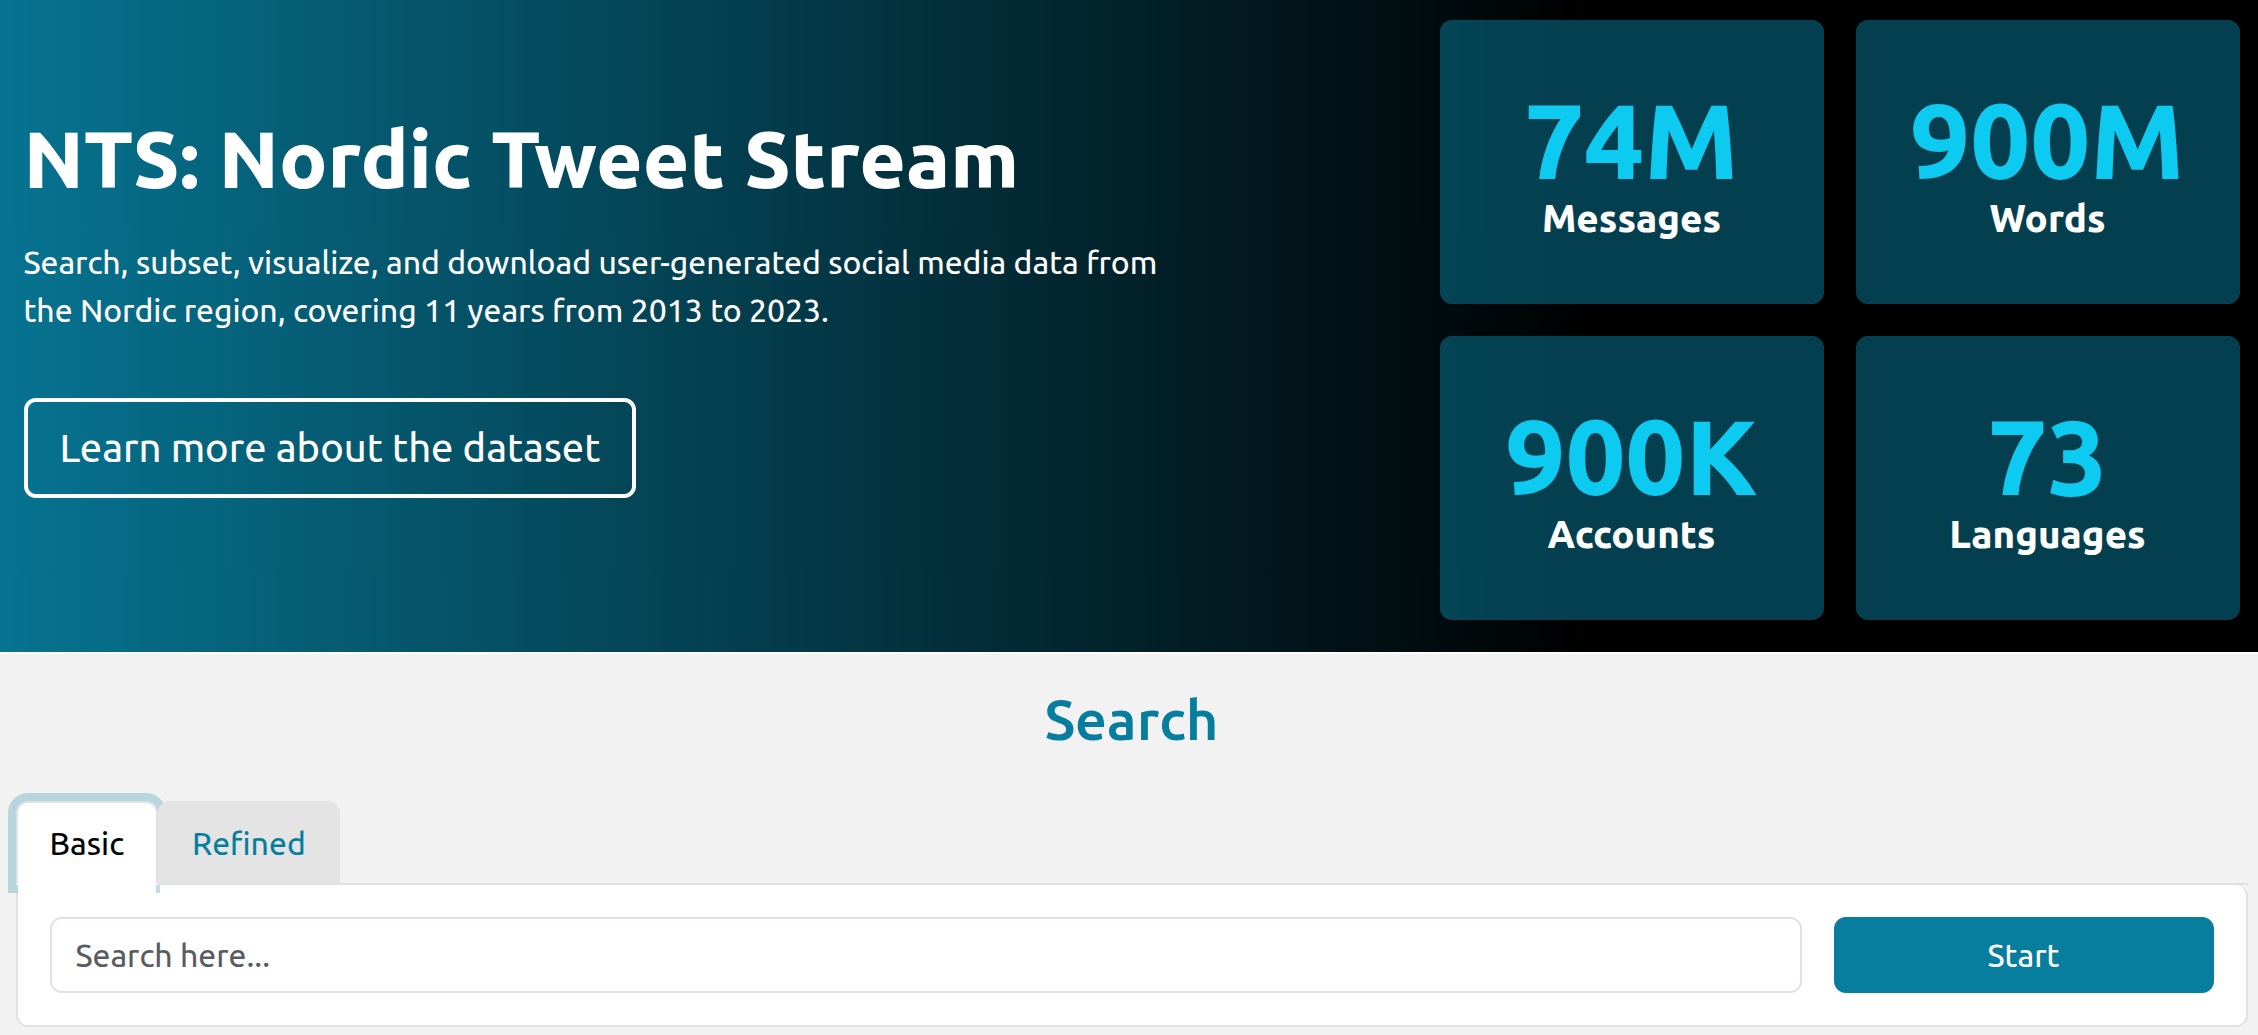 NTS: Nordic Tweet Stream
Search, subset, visualize, and download user-generated social media data from
the Nordic region, covering 11 years from 2013 to 2023.
Learn more about the dataset
74M
Messages
900M
Words
900K
Accounts
73
Languages
Search
Basic
Refined
Search here...
Start